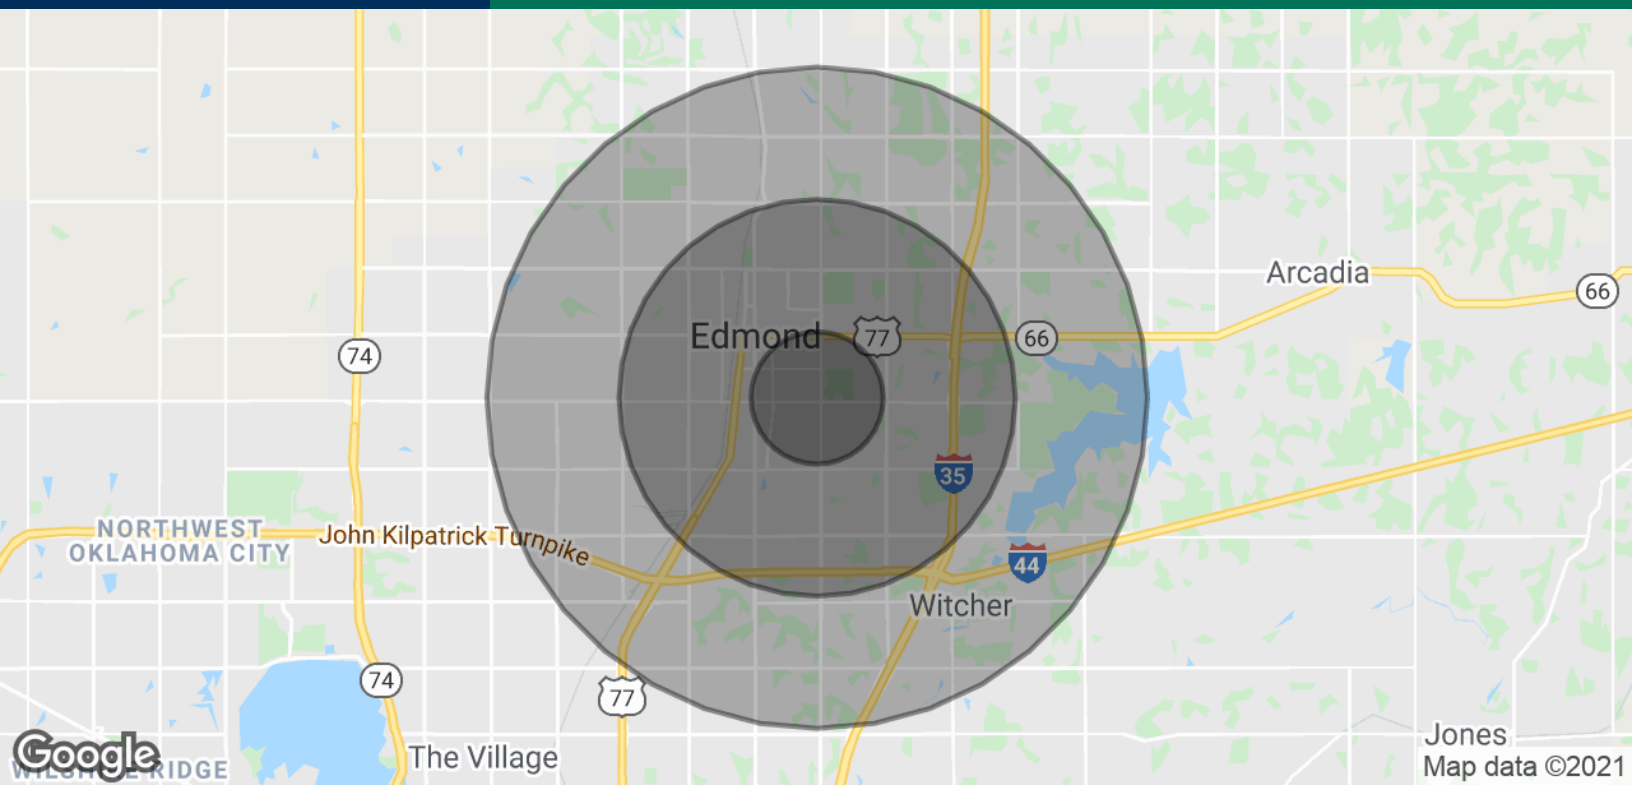 Arcadia
66
Edmond
77
66
74
35
NORTHWEST
OKLAHOMA CITY
John Kilpatrick Turnpike
44
Witcher
74
77
Jones
The Village
Google
RIDGE
Map data ©2021